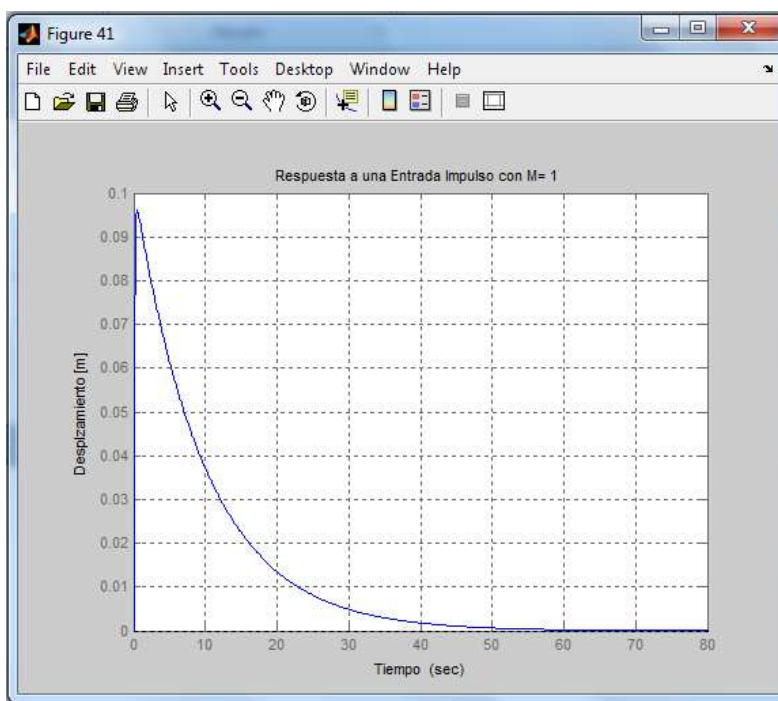 Figure 41
File Edit View Insert Tools Desktop Window Help
Respuesta a una Entrada Impulso con M= 1
0.1
0.09
0.08
0.07
0.06
0.05
0.04
0.03
0.02
0.01
0
Desplzamiento [m]
0 10 20 30 40 50 60 70 80
Tiempo (sec)